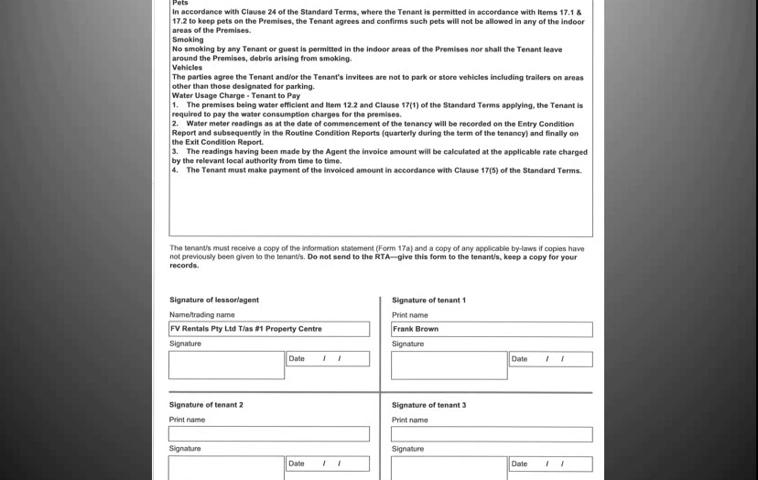 Pets
In accordance with Clause 24 of the Standard Terms, where the Tenant is permitted in accordance with Items 17.1 &
17.2 to keep pets on the Premises, the Tenant agrees and confirms such pets will not be allowed in any of the indoor
areas of the Premises.
Smoking
No smoking by any Tenant or guest is permitted in the indoor areas of the Premises nor shall the Tenant leave
around the Premises, debris arising from smoking.
Vehicles
The parties agree the Tenant and/or the Tenant's invitees are not to park or store vehicles including trailers on areas
other than those designated for parking.
Water Usage Charge - Tenant to Pay
1. The premises being water efficient and Item 12.2 and Clause 17(1) of the Standard Terms applying, the Tenant is
required to pay the water consumption charges for the premises.
2. Water meter readings as at the date of commencement of the tenancy will be recorded on the Entry Condition
Report and subsequently in the Routine Condition Reports (quarterly during the term of the tenancy) and finally on
the Exit Condition Report.
3. The readings having been made by the Agent the invoice amount will be calculated at the applicable rate charged
by the relevant local authority from time to time.
4. The Tenant must make payment of the invoiced amount in accordance with Clause 17(5) of the Standard Terms.
The tenant/s must receive a copy of the information statement (Form 17a) and a copy of any applicable by-laws if copies have
not previously been given to the tenant/s. Do not send to the RTA—give this form to the tenant/s, keep a copy for your
records.
Signature of lessor/agent
Name/trading name
FV Rentals Pty Ltd T/as #1 Property Centre
Signature
Date / /
Signature of tenant 1
Print name
Frank Brown
Signature
Date / /
Signature of tenant 2
Print name
Signature
Date / /
Signature of tenant 3
Print name
Signature
Date / /